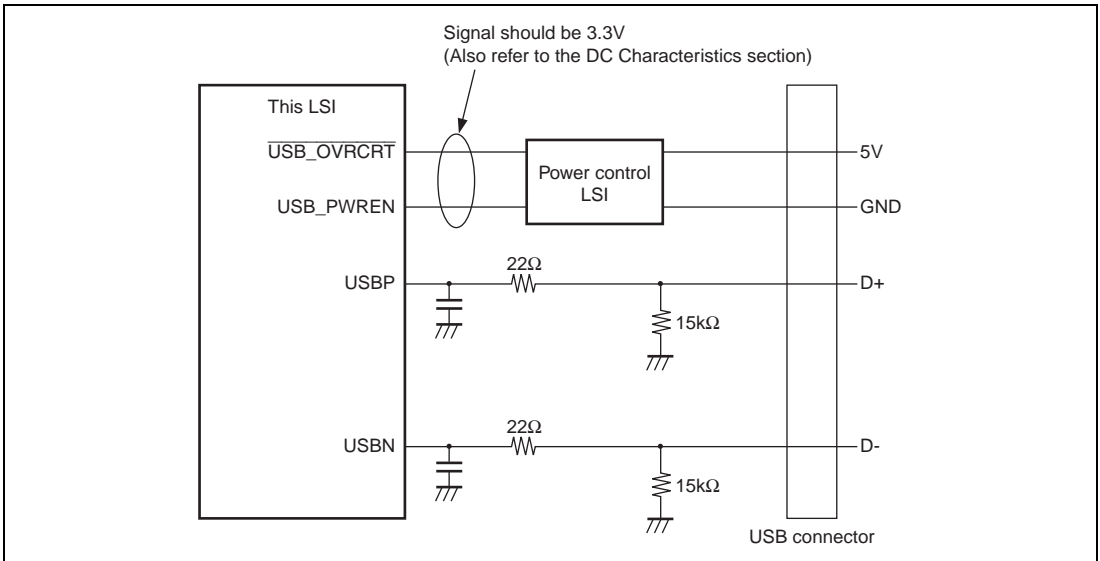 Signal should be 3.3V
(Also refer to the DC Characteristics section)
This LSI
USB_OVRCRT
Power control
LSI
5V
USB_PWREN
GND
22Ω
USBP
D+
15kΩ
22Ω
USBN
D-
15kΩ
USB connector